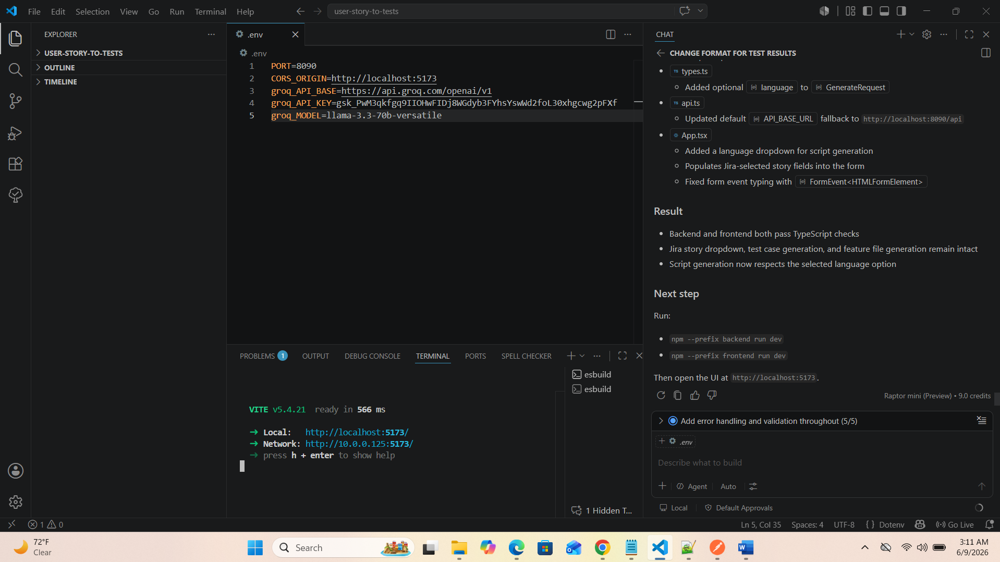 File Edit Selection View Go Run Terminal Help
user-story-to-tests
EXPLORER
USER-STORY-TO-TESTS
OUTLINE
TIMELINE
.env
.env
1 PORT=8090
2 CORS_ORIGIN=http://localhost:5173
3 groq_API_BASE=https://api.groq.com/openai/v1
4 groq_API_KEY=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
5 groq_MODEL=llama-3.3-70b-versatile
PROBLEMS 1 OUTPUT DEBUG CONSOLE TERMINAL PORTS SPELL CHECKER
VITE v5.4.21 ready in 566 ms
➜ Local: http://localhost:5173/
➜ Network: http://10.0.0.125:5173/
➜ press h + enter to show help
esbuild
esbuild
1 Hidden T...
CHAT
CHANGE FORMAT FOR TEST RESULTS
TS types.ts
Added optional language to GenerateRequest
TS api.ts
Updated default API_BASE_URL fallback to http://localhost:8090/api
App.tsx
Added a language dropdown for script generation
Populates Jira-selected story fields into the form
Fixed form event typing with FormEvent<HTMLFormElement>
Result
Backend and frontend both pass TypeScript checks
Jira story dropdown, test case generation, and feature file generation remain intact
Script generation now respects the selected language option
Next step
Run:
npm --prefix backend run dev
npm --prefix frontend run dev
Then open the UI at http://localhost:5173.
Raptor mini (Preview) • 9.0 credits
Add error handling and validation throughout (5/5)
.env
Describe what to build
Agent Auto
Local Default Approvals
1 0
Ln 5, Col 35 Spaces: 4 UTF-8 { } Dotenv Go Live
72°F
Clear
Search
3:11 AM
6/9/2026